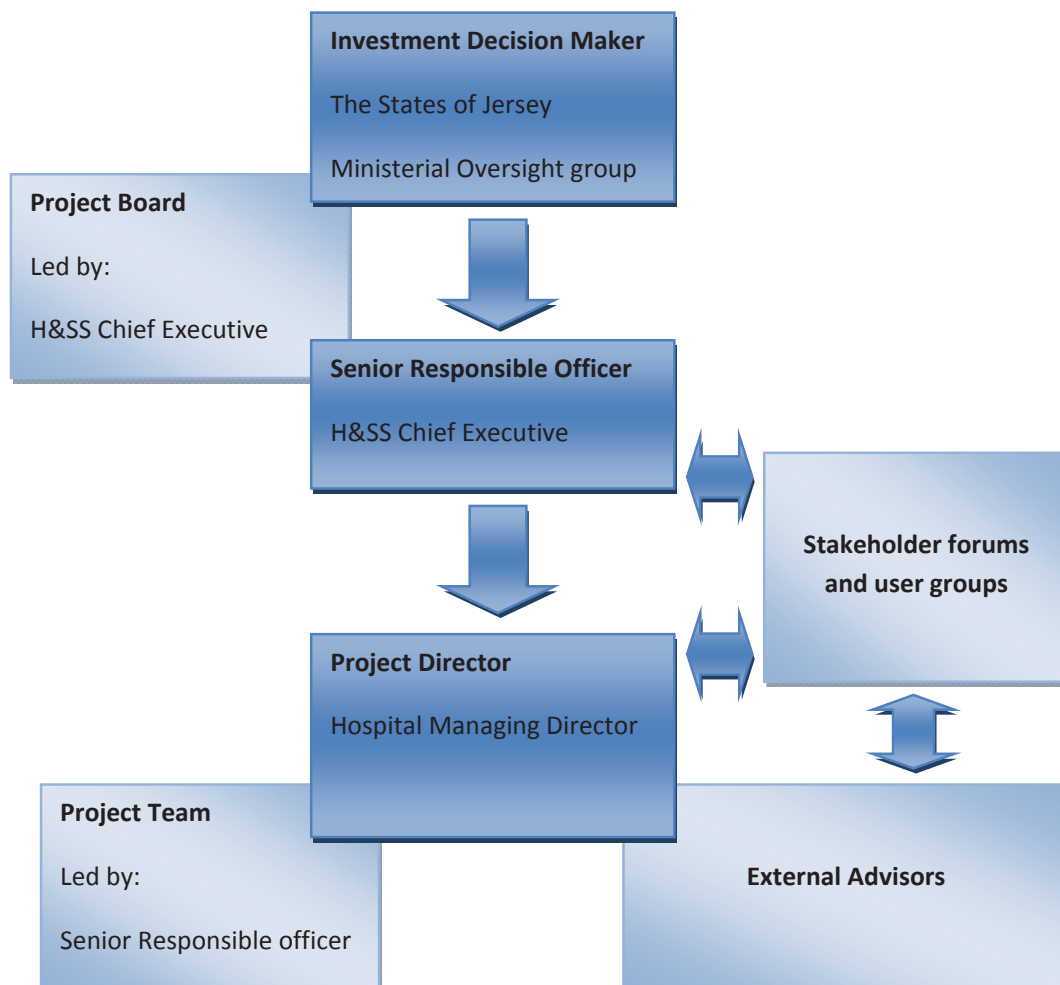 Investment Decision Maker
The States of Jersey
Ministerial Oversight group
Project Board
Led by:
H&SS Chief Executive
Senior Responsible Officer
H&SS Chief Executive
Stakeholder forums
and user groups
Project Director
Hospital Managing Director
Project Team
Led by:
Senior Responsible officer
External Advisors